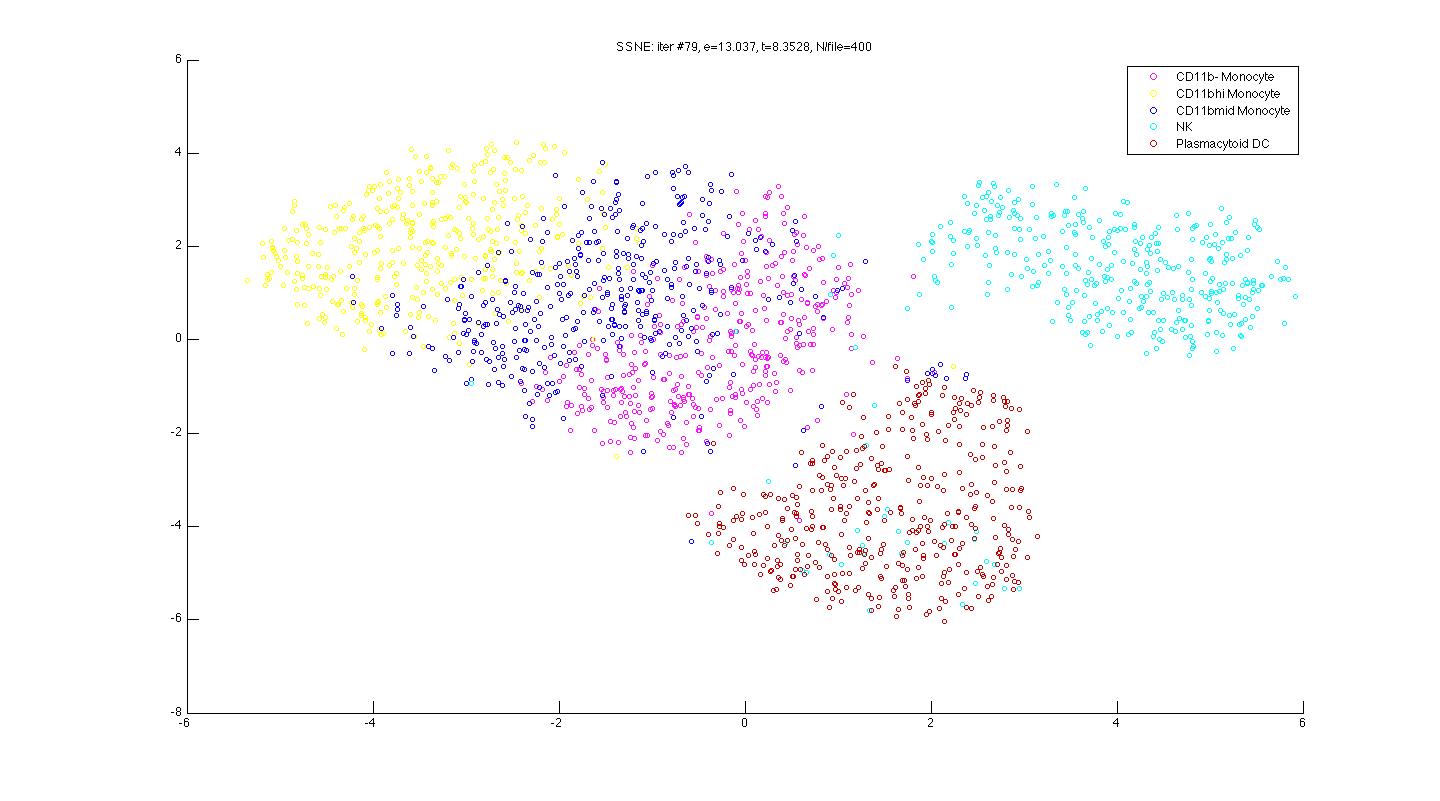 SSNE: iter #79, e=13.037, t=8.3528, N/file=400
6
4
2
0
-2
-4
-6
-8
-6
-4
-2
0
2
4
6
CD11b- Monocyte
CD11bhi Monocyte
CD11bmid Monocyte
NK
Plasmacytoid DC